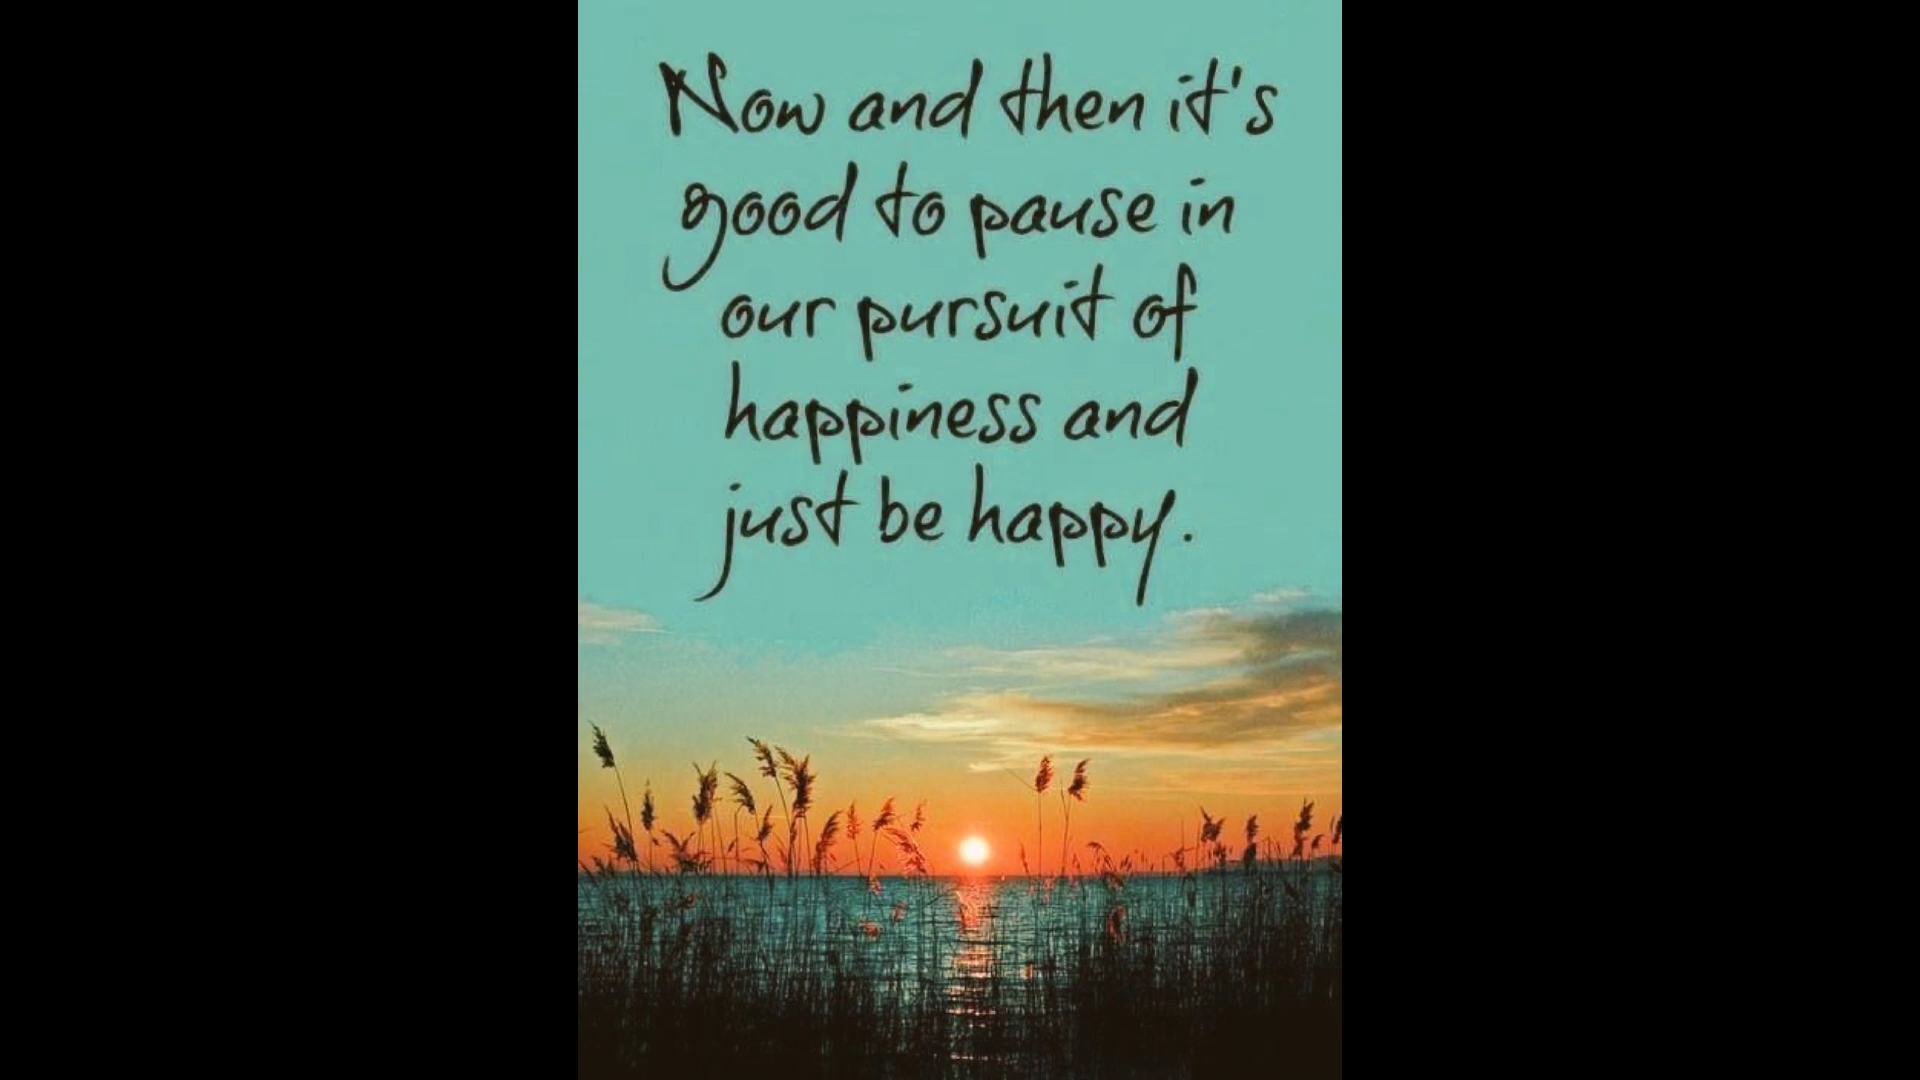 Now and then it's
good to pause in
our pursuit of
happiness and
just be happy.